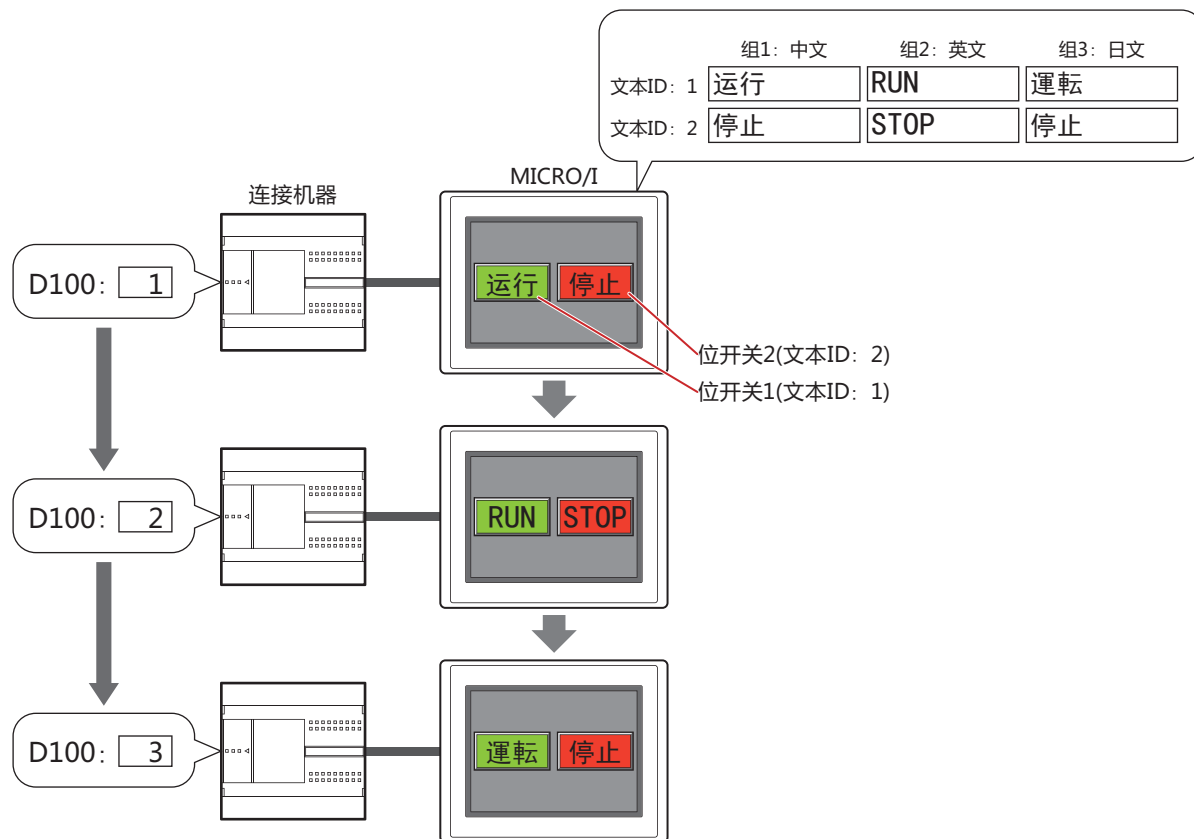 组1：中文 组2：英文 组3：日文
文本ID：1 运行 RUN 運転
文本ID：2 停止 STOP 停止
连接机器 MICRO/I
D100： 1
运行 停止
位开关2(文本ID：2)
位开关1(文本ID：1)
D100： 2
RUN STOP
D100： 3
運転 停止